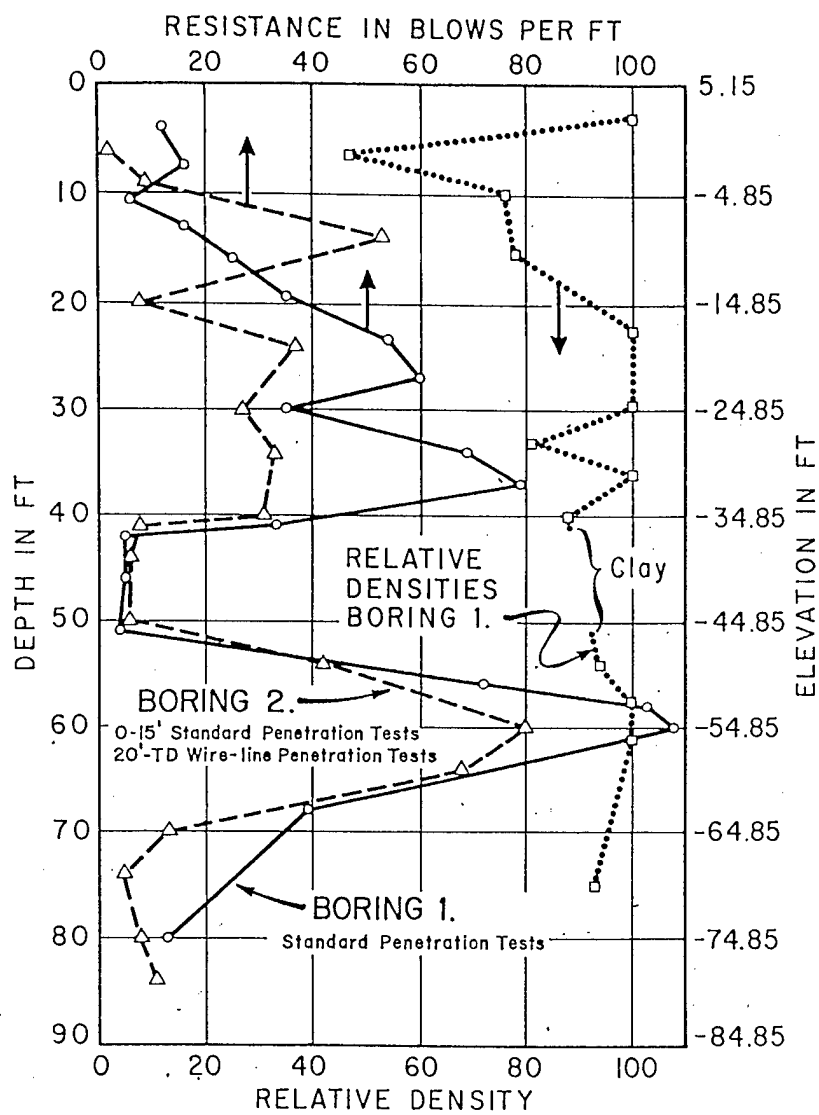 RESISTANCE IN BLOWS PER FT
0 20 40 60 80 100
0 5.15
10 -4.85
20 -14.85
30 -24.85
40 -34.85
50 -44.85
60 -54.85
70 -64.85
80 -74.85
90 -84.85
DEPTH IN FT
ELEVATION IN FT
RELATIVE
DENSITIES
BORING 1.
Clay
BORING 2.
0-15' Standard Penetration Tests
20'-TD Wire-line Penetration Tests
BORING 1.
Standard Penetration Tests
0 20 40 60 80 100
RELATIVE DENSITY